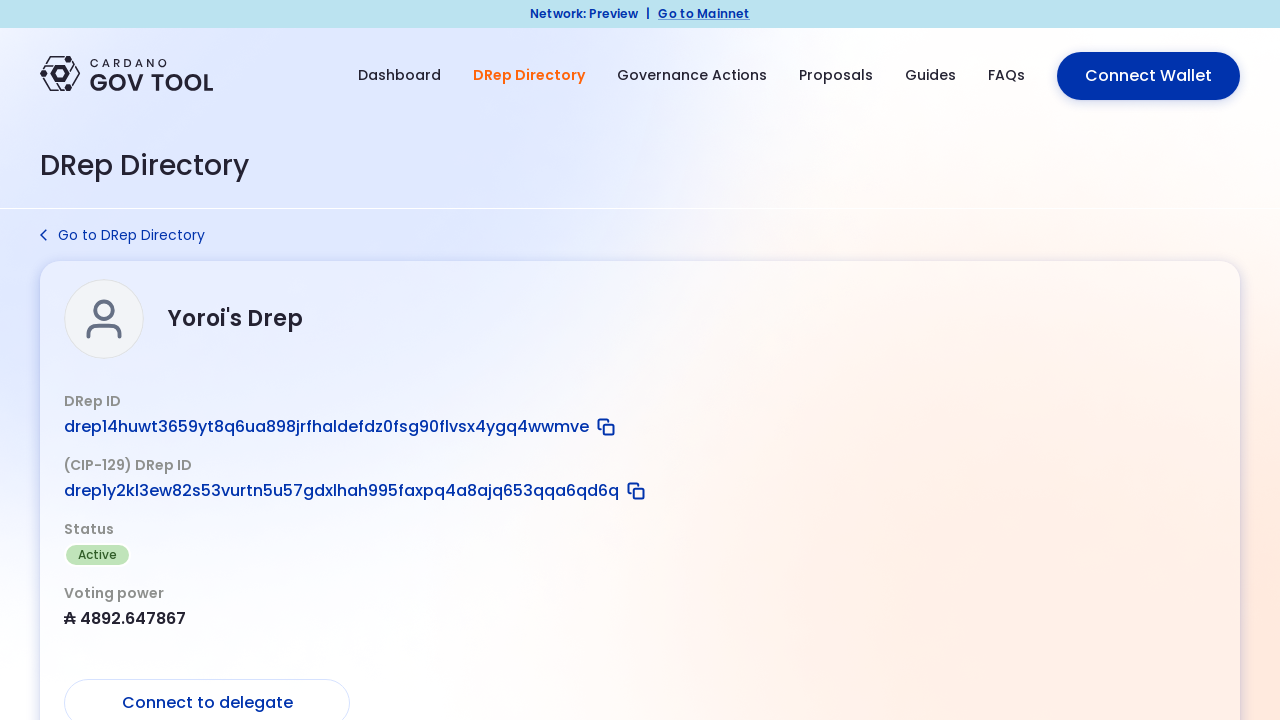 Network: Preview | Go to Mainnet
CARDANO
GOV TOOL
Dashboard
DRep Directory
Governance Actions
Proposals
Guides
FAQs
Connect Wallet
DRep Directory
Go to DRep Directory
Yoroi's Drep
DRep ID
drep14huwt3659yt8q6ua898jrfhaldefdz0fsg90flvsx4ygq4wwmve
(CIP-129) DRep ID
drep1y2kl3ew82s53vurtn5u57gdxlhah995faxpq4a8ajq653qqa6qd6q
Status
Active
Voting power
₳ 4892.647867
Connect to delegate